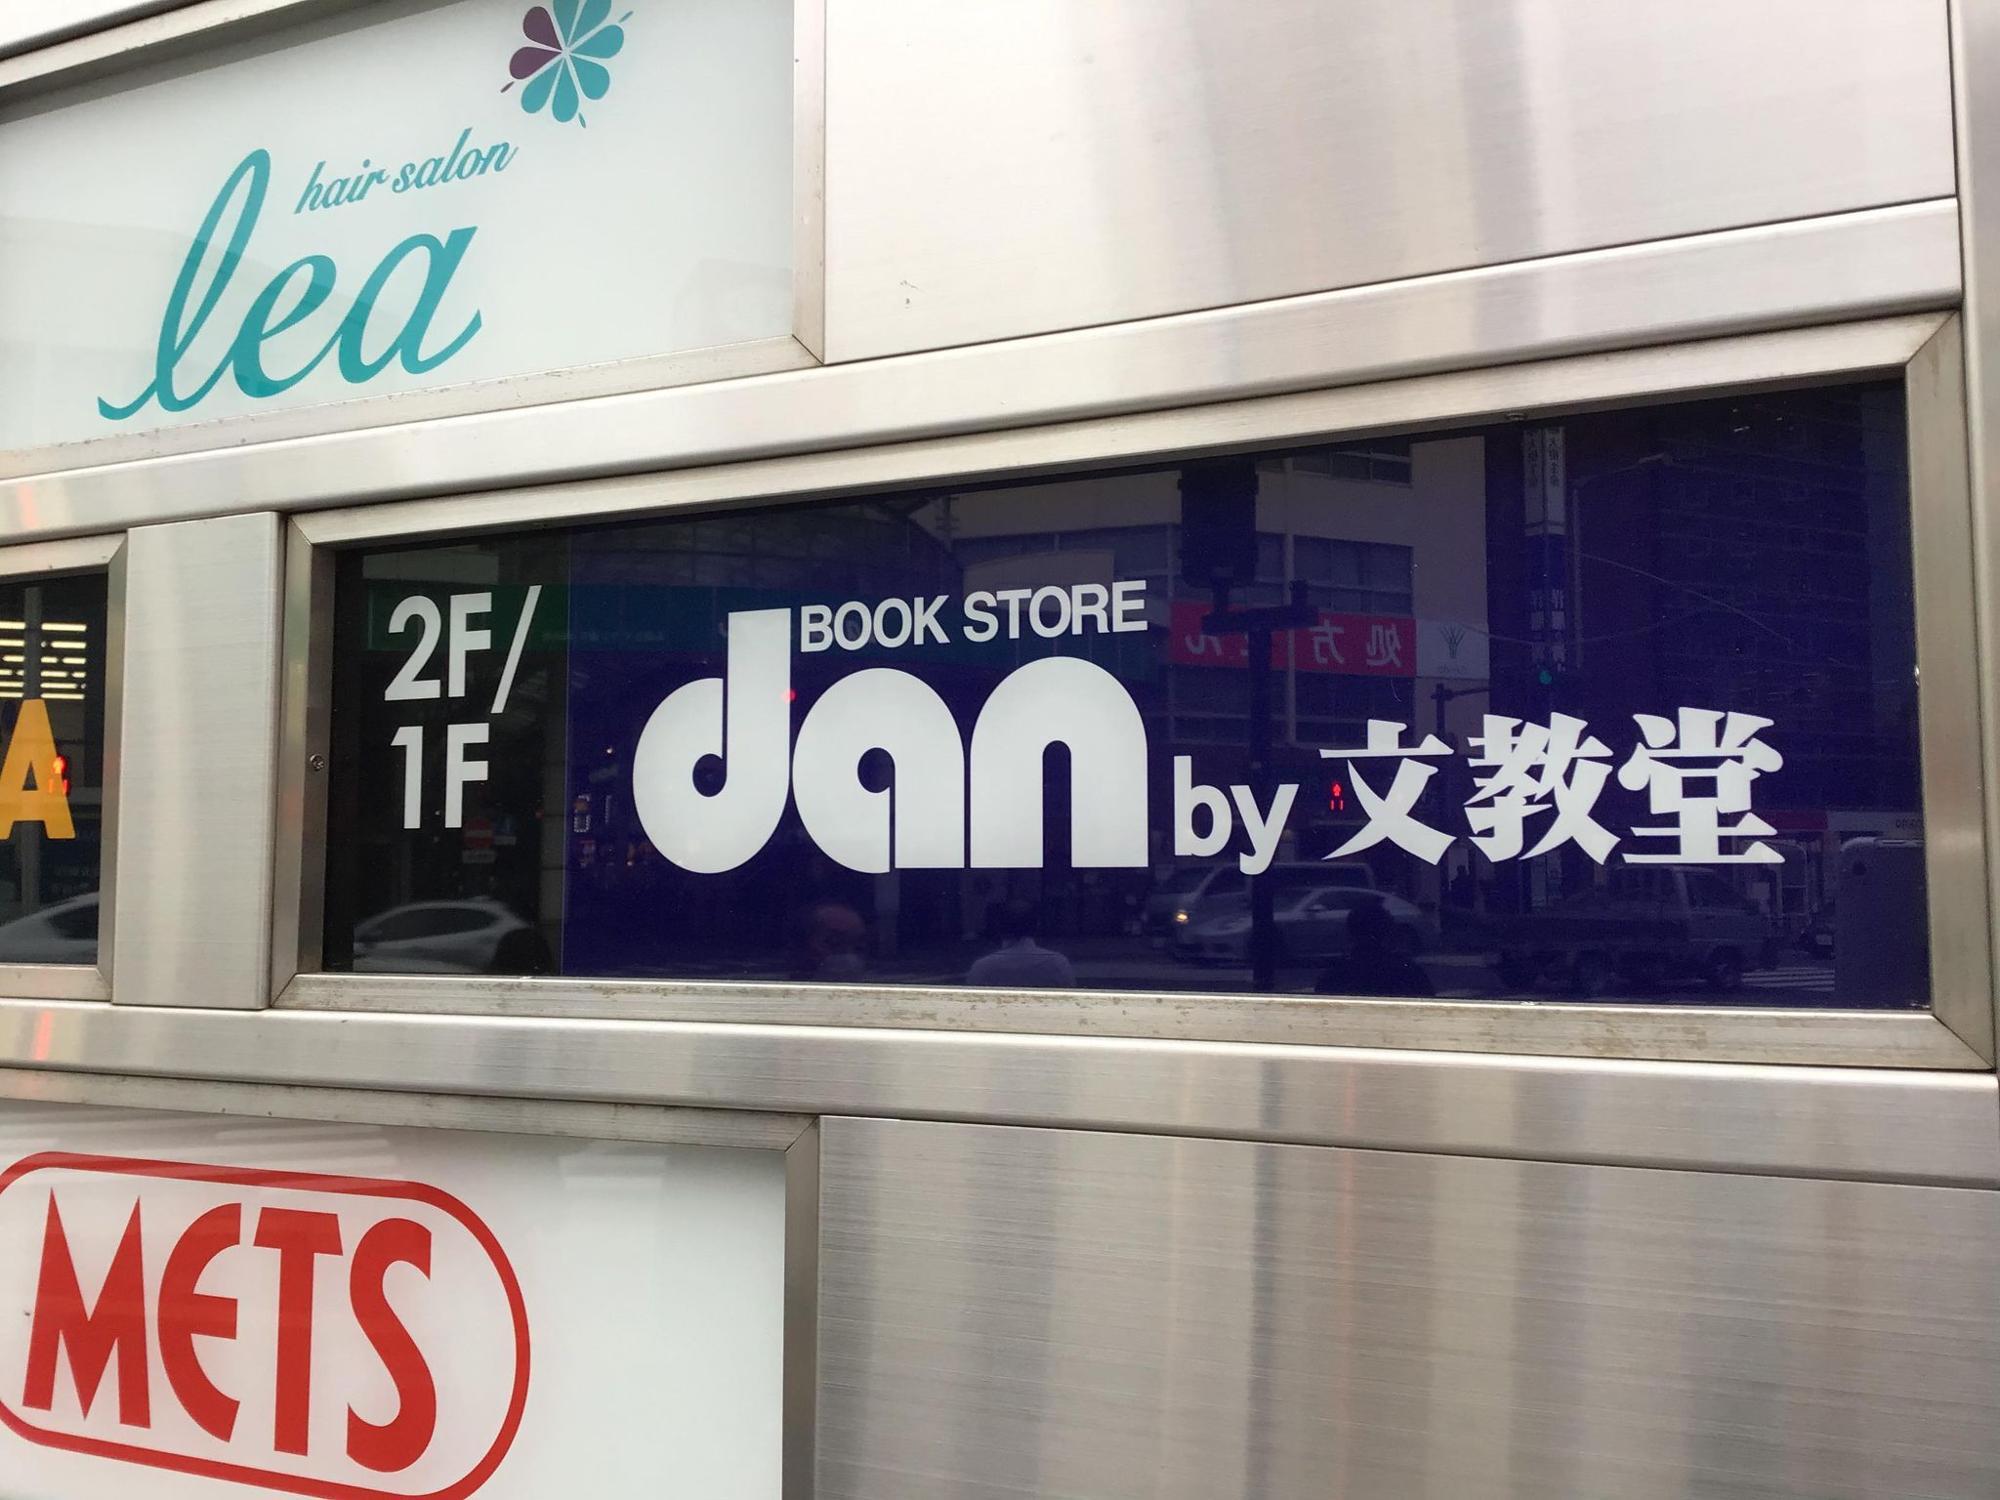 hair salon
lea
2F/
1F
BOOK STORE
dan by 文教堂
A
METS